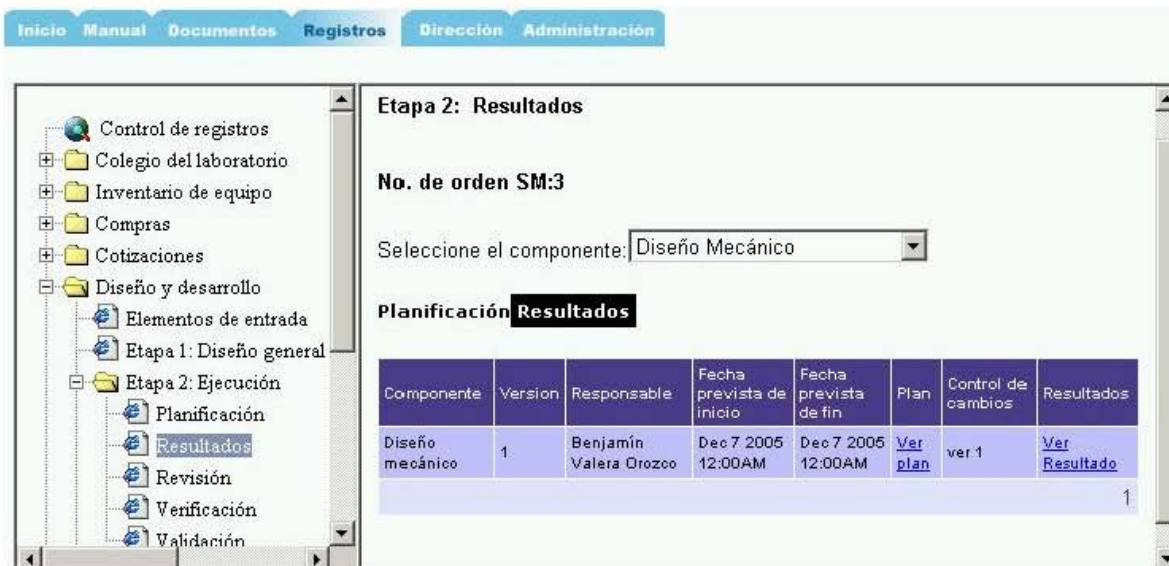 Inicio Manual Documentos Registros Dirección Administración
Control de registros
Colegio del laboratorio
Inventario de equipo
Compras
Cotizaciones
Diseño y desarrollo
Elementos de entrada
Etapa 1: Diseño general
Etapa 2: Ejecución
Planificación
Resultados
Revisión
Verificación
Validación
Etapa 2: Resultados
No. de orden SM:3
Seleccione el componente: Diseño Mecánico
Planificación Resultados
Componente Version Responsable Fecha prevista de inicio Fecha prevista de fin Plan Control de cambios Resultados
Diseño mecánico 1 Benjamín Valera Orozco Dec 7 2005 12:00AM Dec 7 2005 12:00AM Ver plan ver 1 Ver Resultado
1